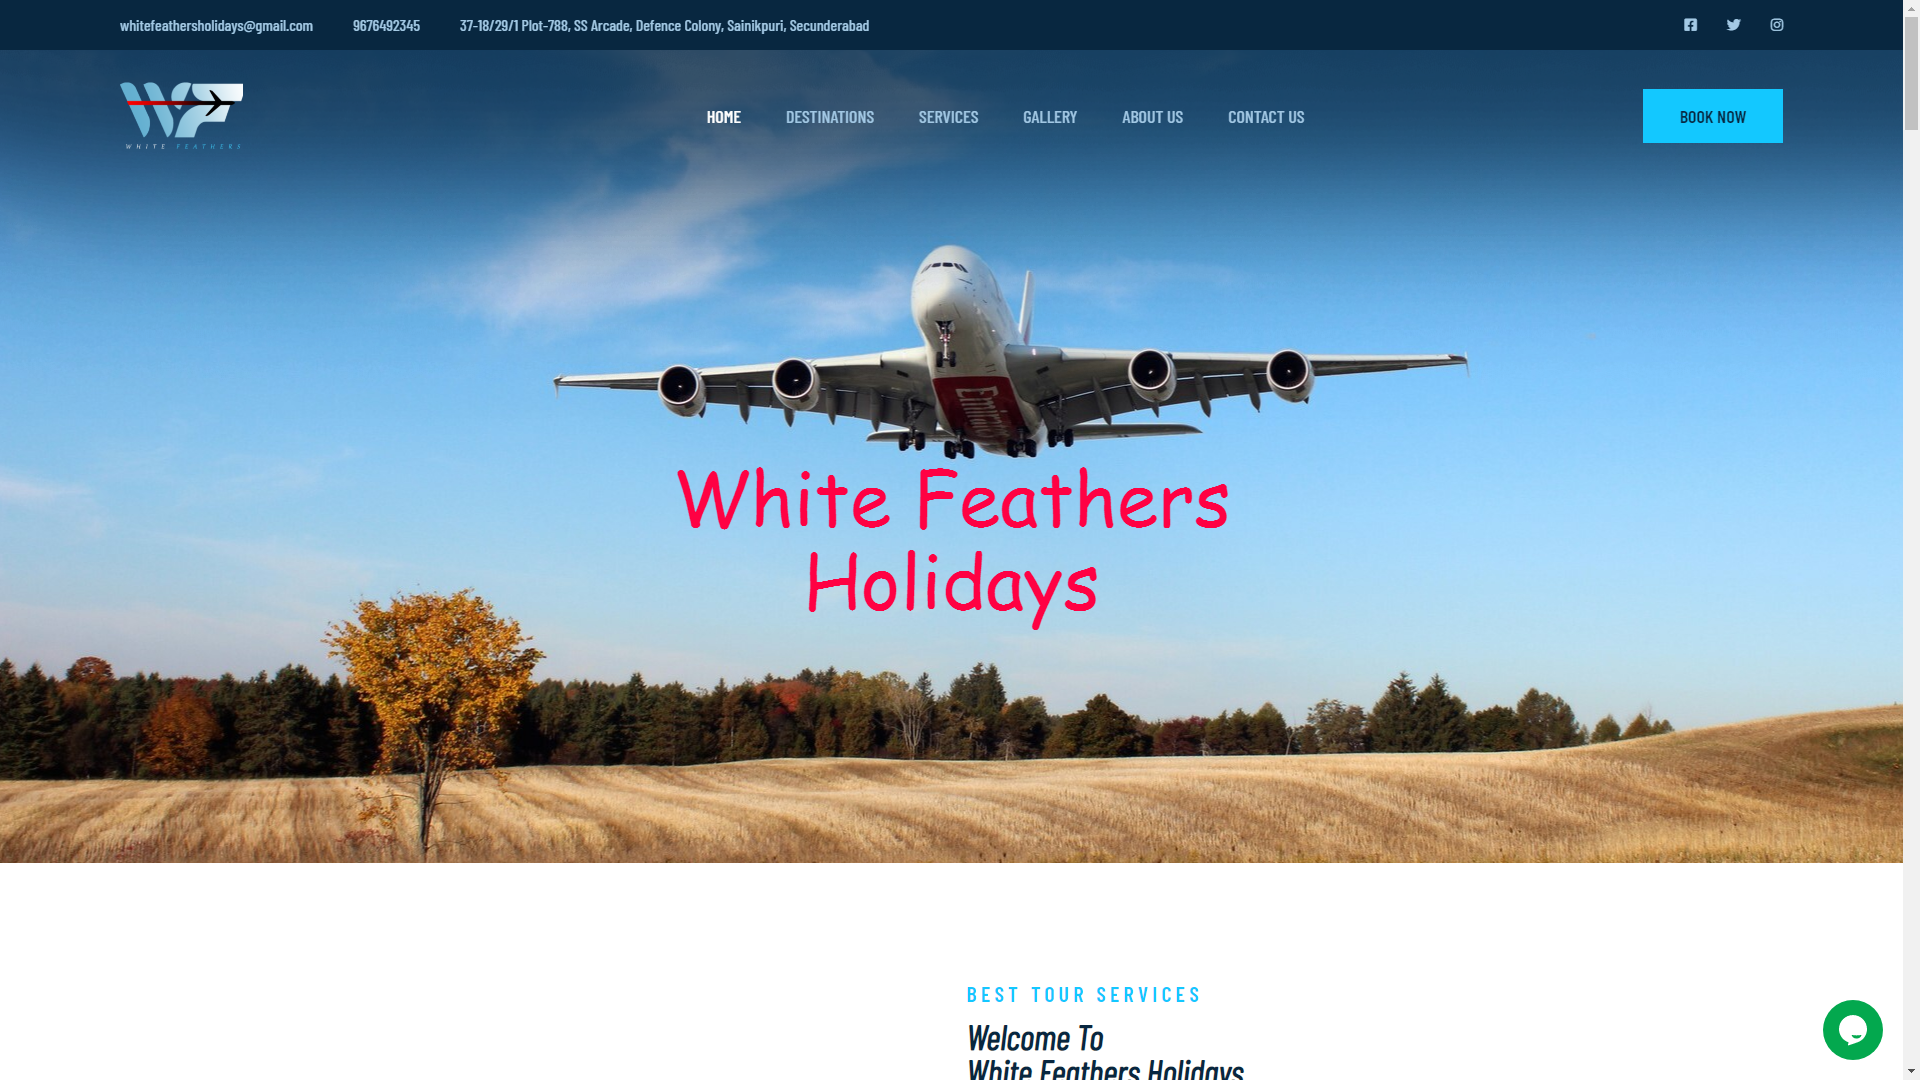 whitefeathersholidays@gmail.com 9676492345 37-18/29/1 Plot-788, SS Arcade, Defence Colony, Sainikpuri, Secunderabad
WHITE FEATHERS
HOME DESTINATIONS SERVICES GALLERY ABOUT US CONTACT US
BOOK NOW
White Feathers
Holidays
BEST TOUR SERVICES
Welcome To
White Feathers Holidays